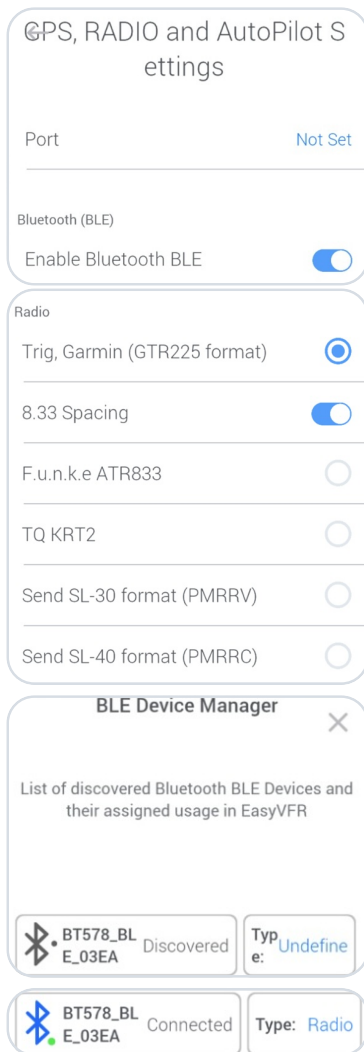 GPS, RADIO and AutoPilot S
ettings
Port Not Set
Bluetooth (BLE)
Enable Bluetooth BLE
Radio
Trig, Garmin (GTR225 format)
8.33 Spacing
F.u.n.k.e ATR833
TQ KRT2
Send SL-30 format (PMRRV)
Send SL-40 format (PMRRC)
BLE Device Manager
List of discovered Bluetooth BLE Devices and
their assigned usage in EasyVFR
BT578_BL
E_03EA
Discovered
Typ
e:
Undefine
BT578_BL
E_03EA
Connected
Type: Radio